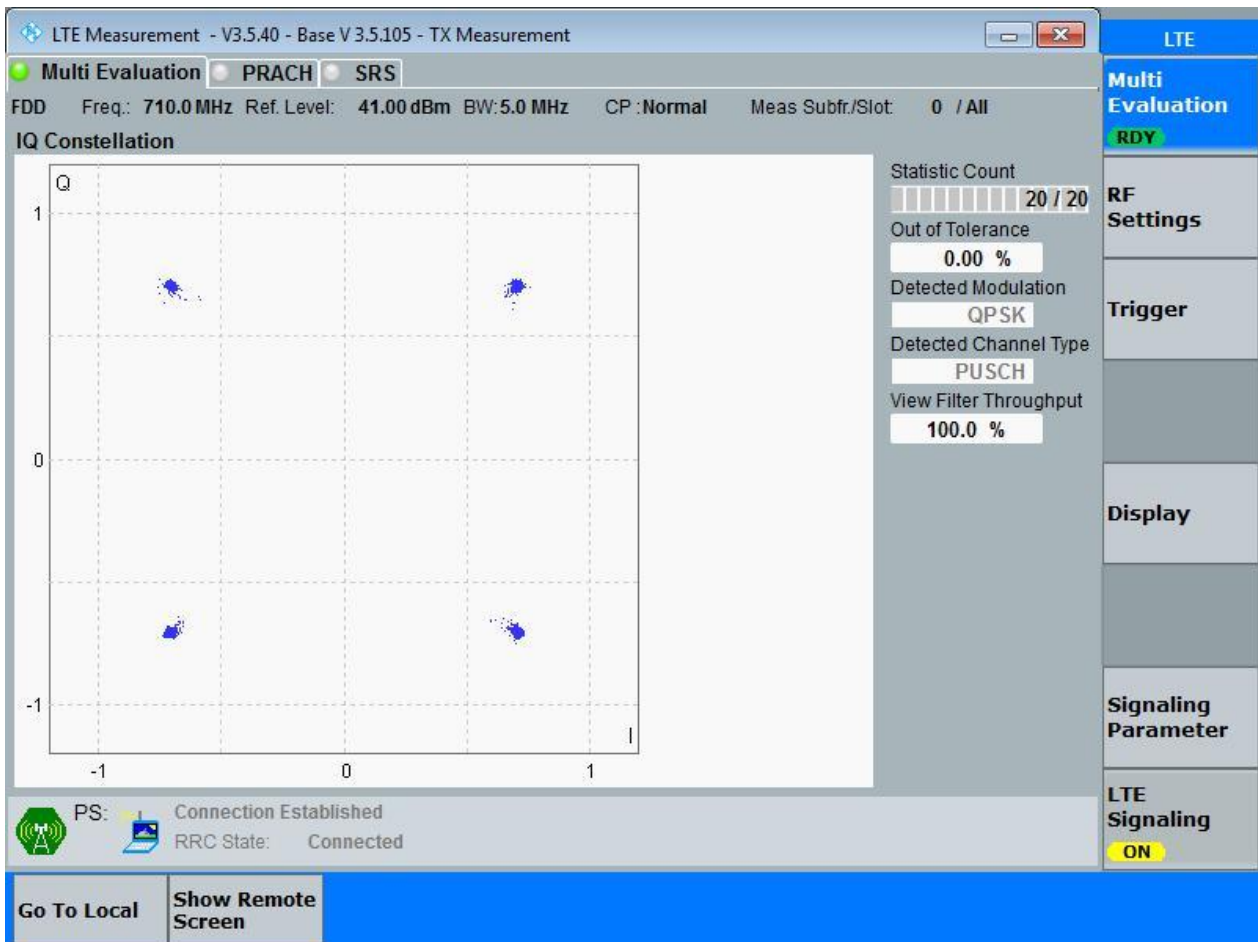 LTE Measurement - V3.5.40 - Base V 3.5.105 - TX Measurement
LTE
Multi Evaluation PRACH SRS
FDD Freq.: 710.0 MHz Ref. Level: 41.00 dBm BW: 5.0 MHz CP : Normal Meas Subfr./Slot: 0 / All
IQ Constellation
Q
1
0
-1
I
-1 0 1
Statistic Count
20 / 20
Out of Tolerance
0.00 %
Detected Modulation
QPSK
Detected Channel Type
PUSCH
View Filter Throughput
100.0 %
Multi
Evaluation
RDY
RF
Settings
Trigger
Display
Signaling
Parameter
LTE
Signaling
ON
PS: Connection Established
RRC State: Connected
Go To Local
Show Remote
Screen